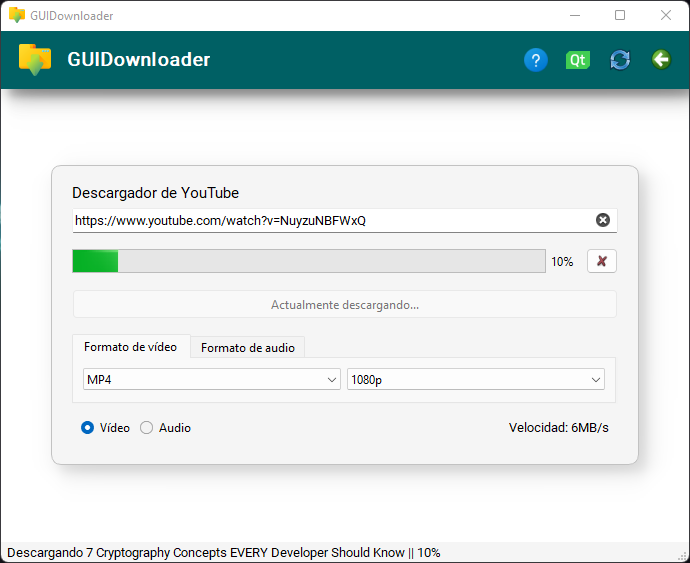 GUIDownloader
GUIDownloader
?
Qt
Descargador de YouTube
https://www.youtube.com/watch?v=NuyzuNBFWxQ
10%
Actualmente descargando...
Formato de vídeo
Formato de audio
MP4
1080p
Vídeo
Audio
Velocidad: 6MB/s
Descargando 7 Cryptography Concepts EVERY Developer Should Know || 10%